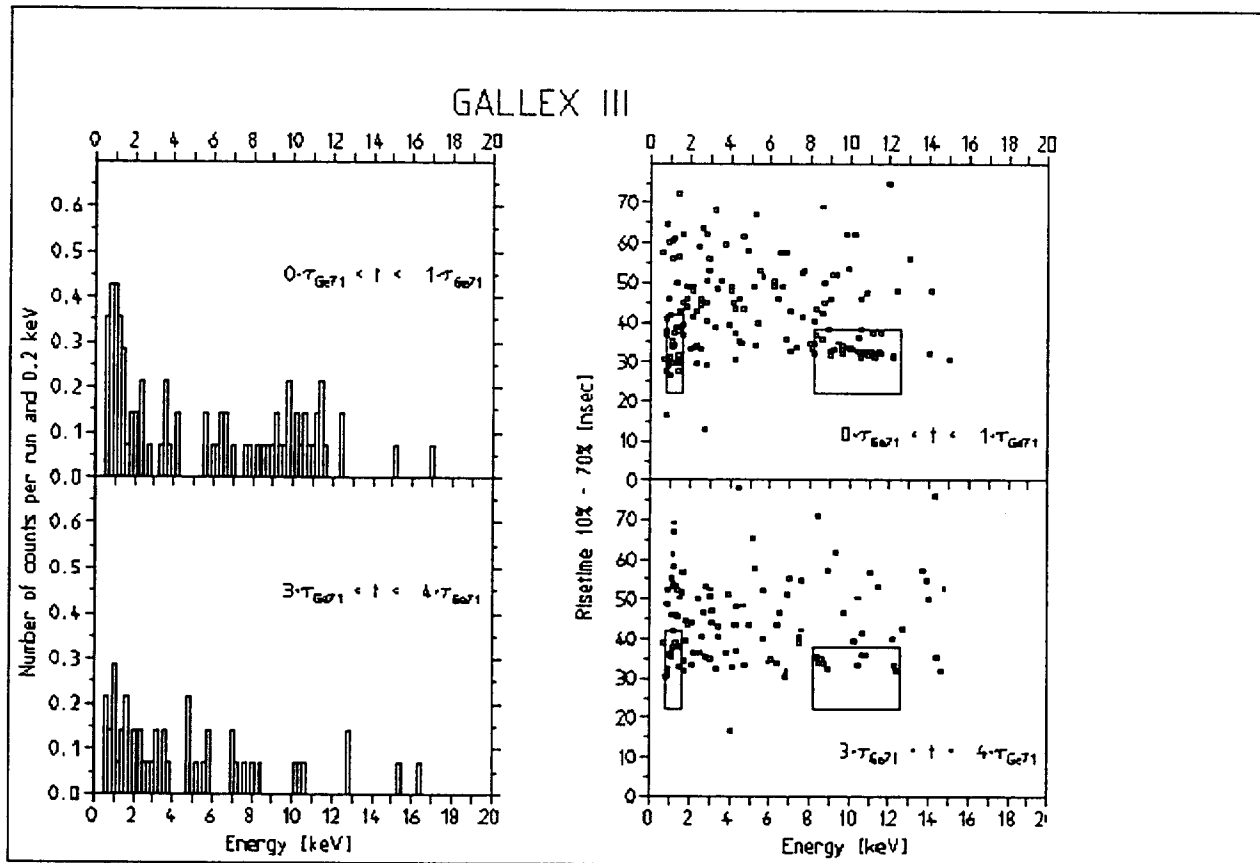 GALLEX III
0 2 4 6 8 10 12 14 16 18 20
0.6
0.5
0.4
0.3
0.2
0.1
0.0
0·τGe71 < t < 1·τGe71
Number of counts per run and 0.2 keV
0.6
0.5
0.4
0.3
0.2
0.1
0.0
3·τGe71 < t < 4·τGe71
0 2 4 6 8 10 12 14 16 18 20
Energy [keV]
0 2 4 6 8 10 12 14 16 18 20
70
60
50
40
30
20
10
0
0·τGe71 < t < 1·τGe71
Risetime 10% - 70% [nsec]
70
60
50
40
30
20
10
0
3·τGe71 < t < 4·τGe71
0 2 4 6 8 10 12 14 16 18 2
Energy [keV]